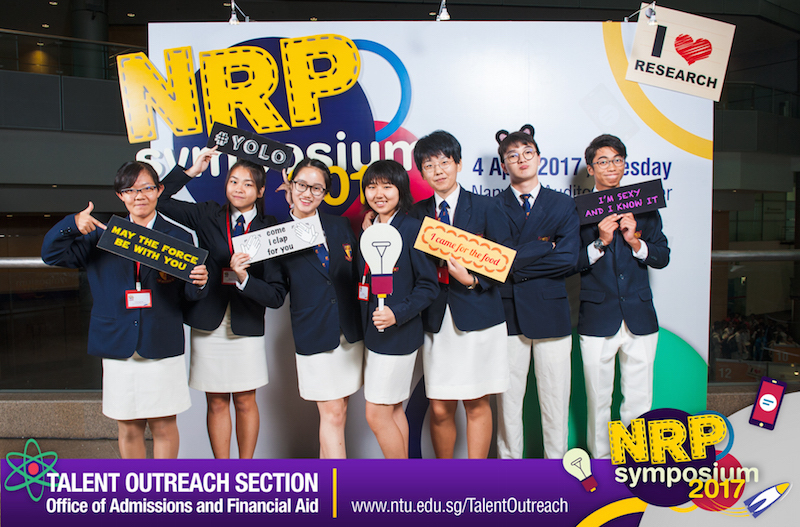 NRP
symposium
2017
I
RESEARCH
#YOLO
MAY THE FORCE
BE WITH YOU
come
I clap
for you
I came for the food
I'M SEXY
AND I KNOW IT
2017
TALENT OUTREACH SECTION
Office of Admissions and Financial Aid
www.ntu.edu.sg/TalentOutreach
NRP
symposium
2017